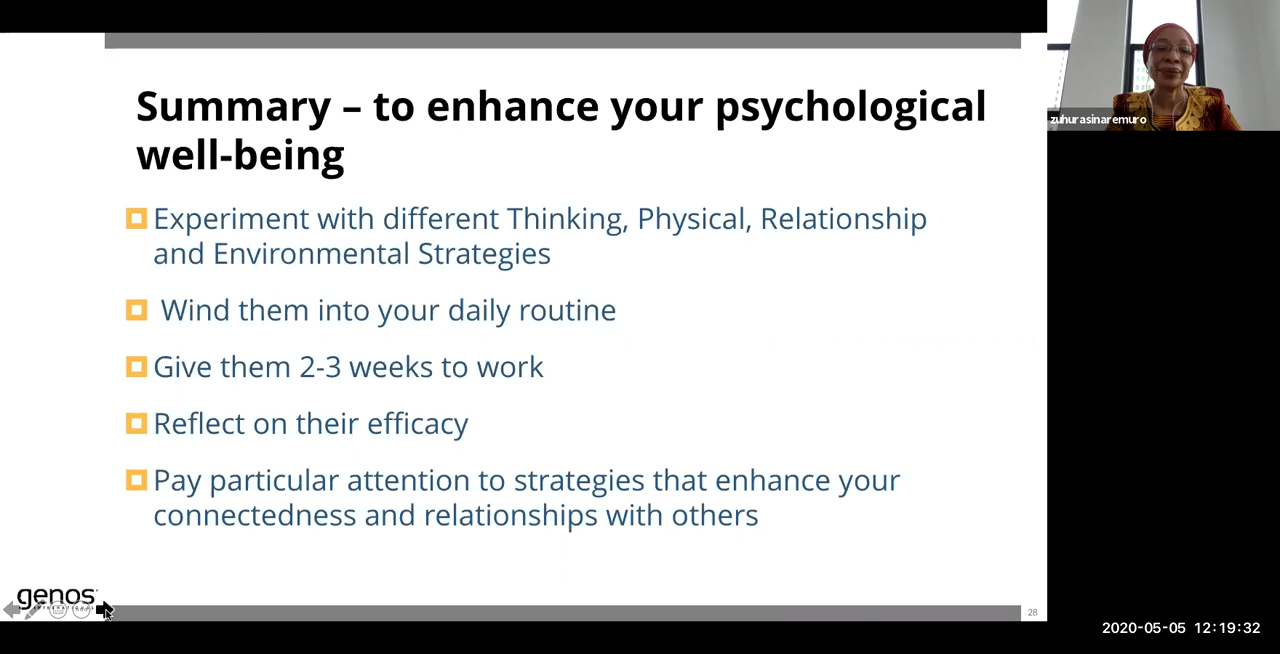 Summary – to enhance your psychological
well-being
Experiment with different Thinking, Physical, Relationship
and Environmental Strategies
Wind them into your daily routine
Give them 2-3 weeks to work
Reflect on their efficacy
Pay particular attention to strategies that enhance your
connectedness and relationships with others
genos
28
zuhurasinaremuro
2020-05-05 12:19:32